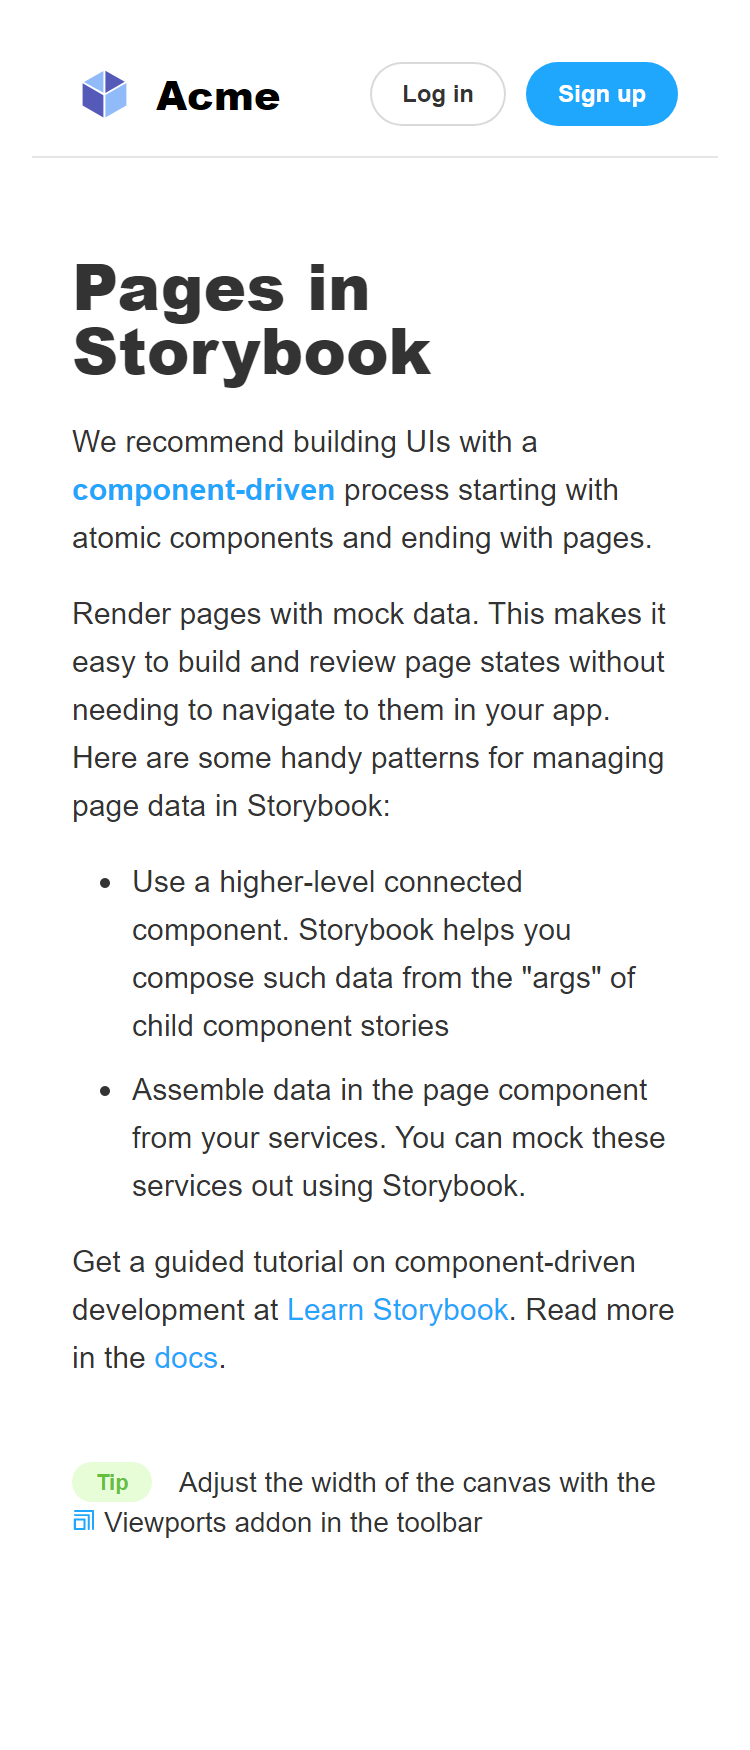 Acme
Log in
Sign up
Pages in
Storybook
We recommend building UIs with a
component-driven process starting with
atomic components and ending with pages.
Render pages with mock data. This makes it
easy to build and review page states without
needing to navigate to them in your app.
Here are some handy patterns for managing
page data in Storybook:
Use a higher-level connected
component. Storybook helps you
compose such data from the "args" of
child component stories
Assemble data in the page component
from your services. You can mock these
services out using Storybook.
Get a guided tutorial on component-driven
development at Learn Storybook. Read more
in the docs.
Tip Adjust the width of the canvas with the
Viewports addon in the toolbar